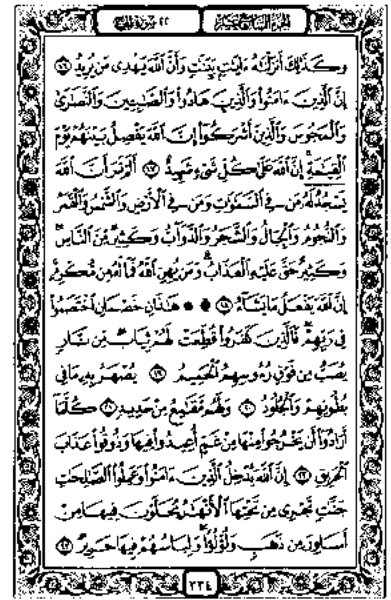 الجزء السابع عشر ٢٢ سورة الحج
وَكَذَٰلِكَ أَنزَلْنَٰهُ ءَايَٰتٍۭ بَيِّنَٰتٍ وَأَنَّ ٱللَّهَ يَهْدِى مَن يُرِيدُ ١٦
إِنَّ ٱلَّذِينَ ءَامَنُوا۟ وَٱلَّذِينَ هَادُوا۟ وَٱلصَّٰبِـِٔينَ وَٱلنَّصَٰرَىٰ
وَٱلْمَجُوسَ وَٱلَّذِينَ أَشْرَكُوٓا۟ إِنَّ ٱللَّهَ يَفْصِلُ بَيْنَهُمْ يَوْمَ
ٱلْقِيَٰمَةِ إِنَّ ٱللَّهَ عَلَىٰ كُلِّ شَىْءٍ شَهِيدٌ ١٧ أَلَمْ تَرَ أَنَّ ٱللَّهَ
يَسْجُدُ لَهُۥ مَن فِى ٱلسَّمَٰوَٰتِ وَمَن فِى ٱلْأَرْضِ وَٱلشَّمْسُ وَٱلْقَمَرُ
وَٱلنُّجُومُ وَٱلْجِبَالُ وَٱلشَّجَرُ وَٱلدَّوَآبُّ وَكَثِيرٌ مِّنَ ٱلنَّاسِ
وَكَثِيرٌ حَقَّ عَلَيْهِ ٱلْعَذَابُ وَمَن يُهِنِ ٱللَّهُ فَمَا لَهُۥ مِن مُّكْرِمٍ
إِنَّ ٱللَّهَ يَفْعَلُ مَا يَشَآءُ ١٨ هَٰذَانِ خَصْمَانِ ٱخْتَصَمُوا۟
فِى رَبِّهِمْ فَٱلَّذِينَ كَفَرُوا۟ قُطِّعَتْ لَهُمْ ثِيَابٌ مِّن نَّارٍ
يُصَبُّ مِن فَوْقِ رُءُوسِهِمُ ٱلْحَمِيمُ ١٩ يُصْهَرُ بِهِۦ مَا فِى
بُطُونِهِمْ وَٱلْجُلُودُ ٢٠ وَلَهُم مَّقَٰمِعُ مِنْ حَدِيدٍ ٢١ كُلَّمَآ
أَرَادُوٓا۟ أَن يَخْرُجُوا۟ مِنْهَا مِنْ غَمٍّ أُعِيدُوا۟ فِيهَا وَذُوقُوا۟ عَذَابَ
ٱلْحَرِيقِ ٢٢ إِنَّ ٱللَّهَ يُدْخِلُ ٱلَّذِينَ ءَامَنُوا۟ وَعَمِلُوا۟ ٱلصَّٰلِحَٰتِ
جَنَّٰتٍ تَجْرِى مِن تَحْتِهَا ٱلْأَنْهَٰرُ يُحَلَّوْنَ فِيهَا مِنْ
أَسَاوِرَ مِن ذَهَبٍ وَلُؤْلُؤًا وَلِبَاسُهُمْ فِيهَا حَرِيرٌ ٢٣
٣٣٤